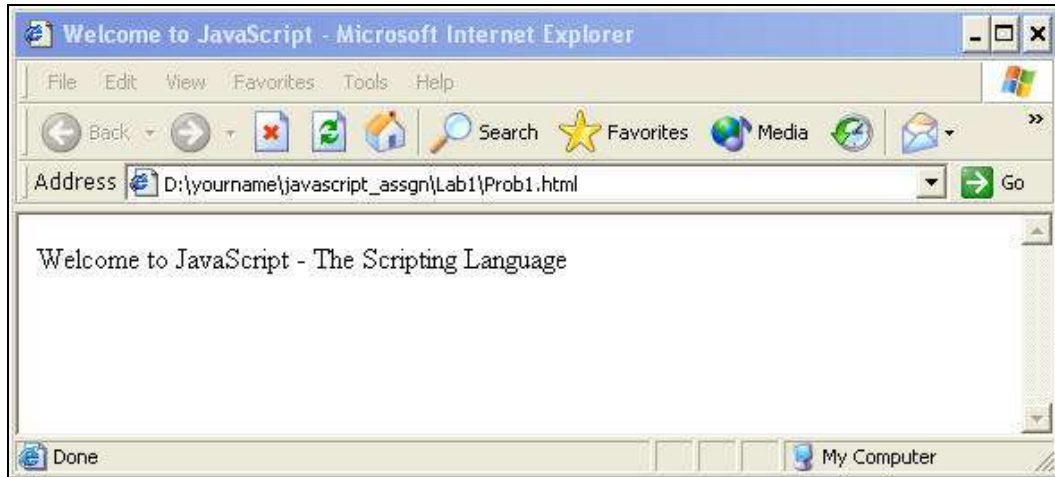 Welcome to JavaScript - Microsoft Internet Explorer
File Edit View Favorites Tools Help
Back Search Favorites Media »
Address D:\yourname\javascript_assgn\Lab1\Prob1.html Go
Welcome to JavaScript - The Scripting Language
Done My Computer